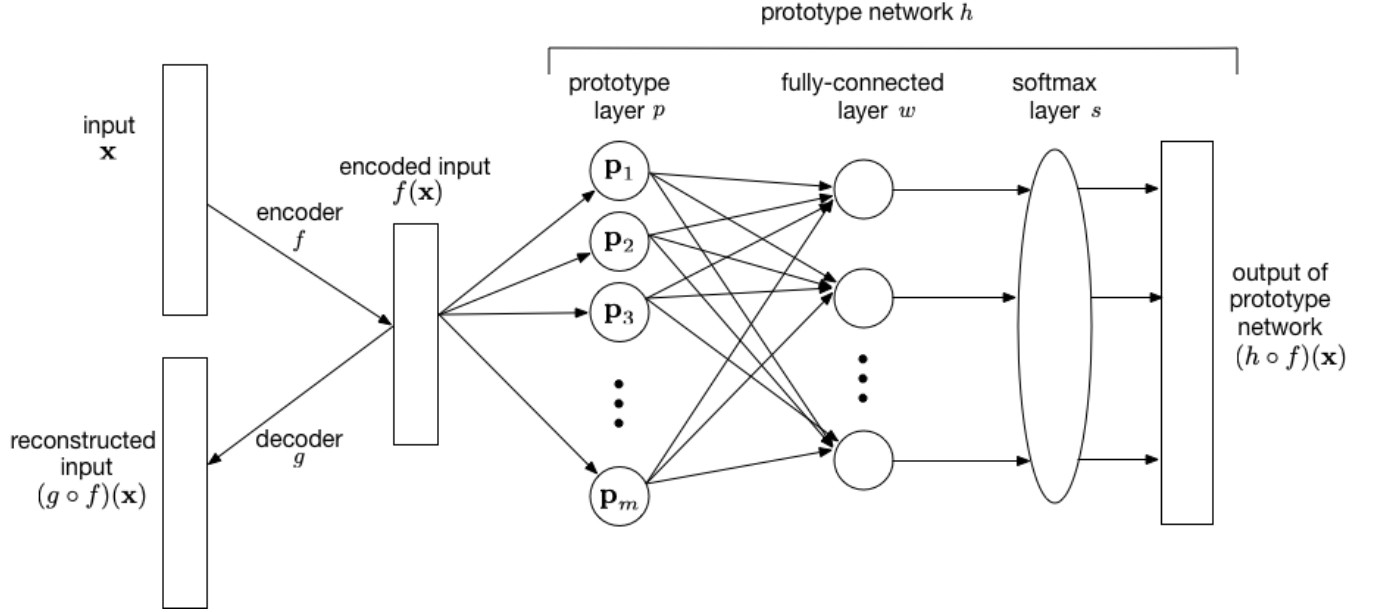 prototype network h
prototype
layer p
fully-connected
layer w
softmax
layer s
input
x
encoded input
f(x)
encoder
f
p₁
p₂
p₃
pₘ
decoder
g
reconstructed
input
(g ∘ f)(x)
output of
prototype
network
(h ∘ f)(x)